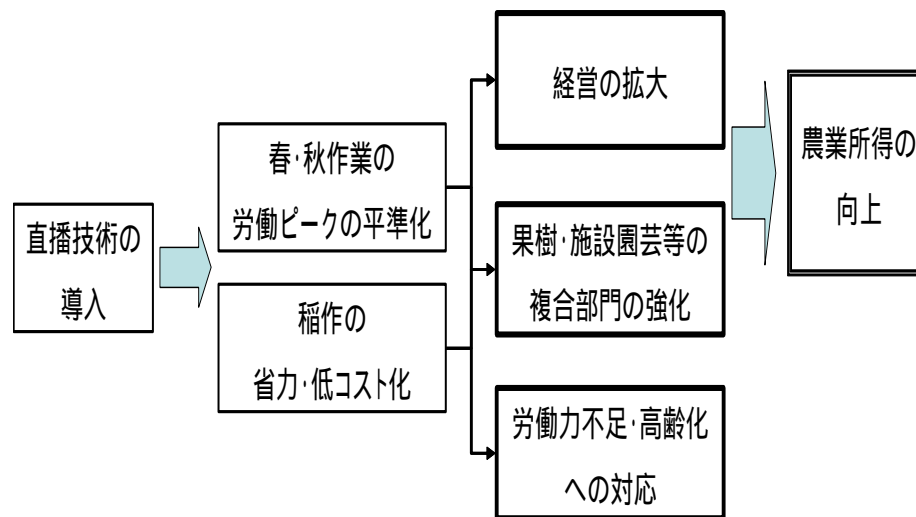 直播技術の
導入
春・秋作業の
労働ピークの平準化
稲作の
省力・低コスト化
経営の拡大
果樹・施設園芸等の
複合部門の強化
労働力不足・高齢化
への対応
農業所得の
向上